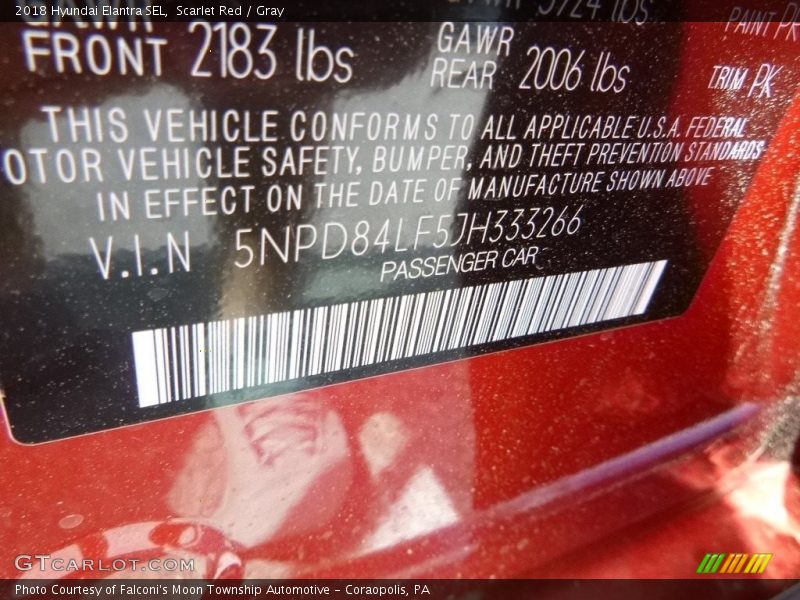 2018 Hyundai Elantra SEL, Scarlet Red / Gray
FRONT 2183 lbs
GAWR
REAR 2006 lbs
PAINT
TRIM PK
THIS VEHICLE CONFORMS TO ALL APPLICABLE U.S.A. FEDERAL
OTOR VEHICLE SAFETY, BUMPER, AND THEFT PREVENTION STANDARDS
IN EFFECT ON THE DATE OF MANUFACTURE SHOWN ABOVE
V.I.N 5NPD84LF5JH333266
PASSENGER CAR
GTCARLOT.COM
Photo Courtesy of Falconi's Moon Township Automotive - Coraopolis, PA